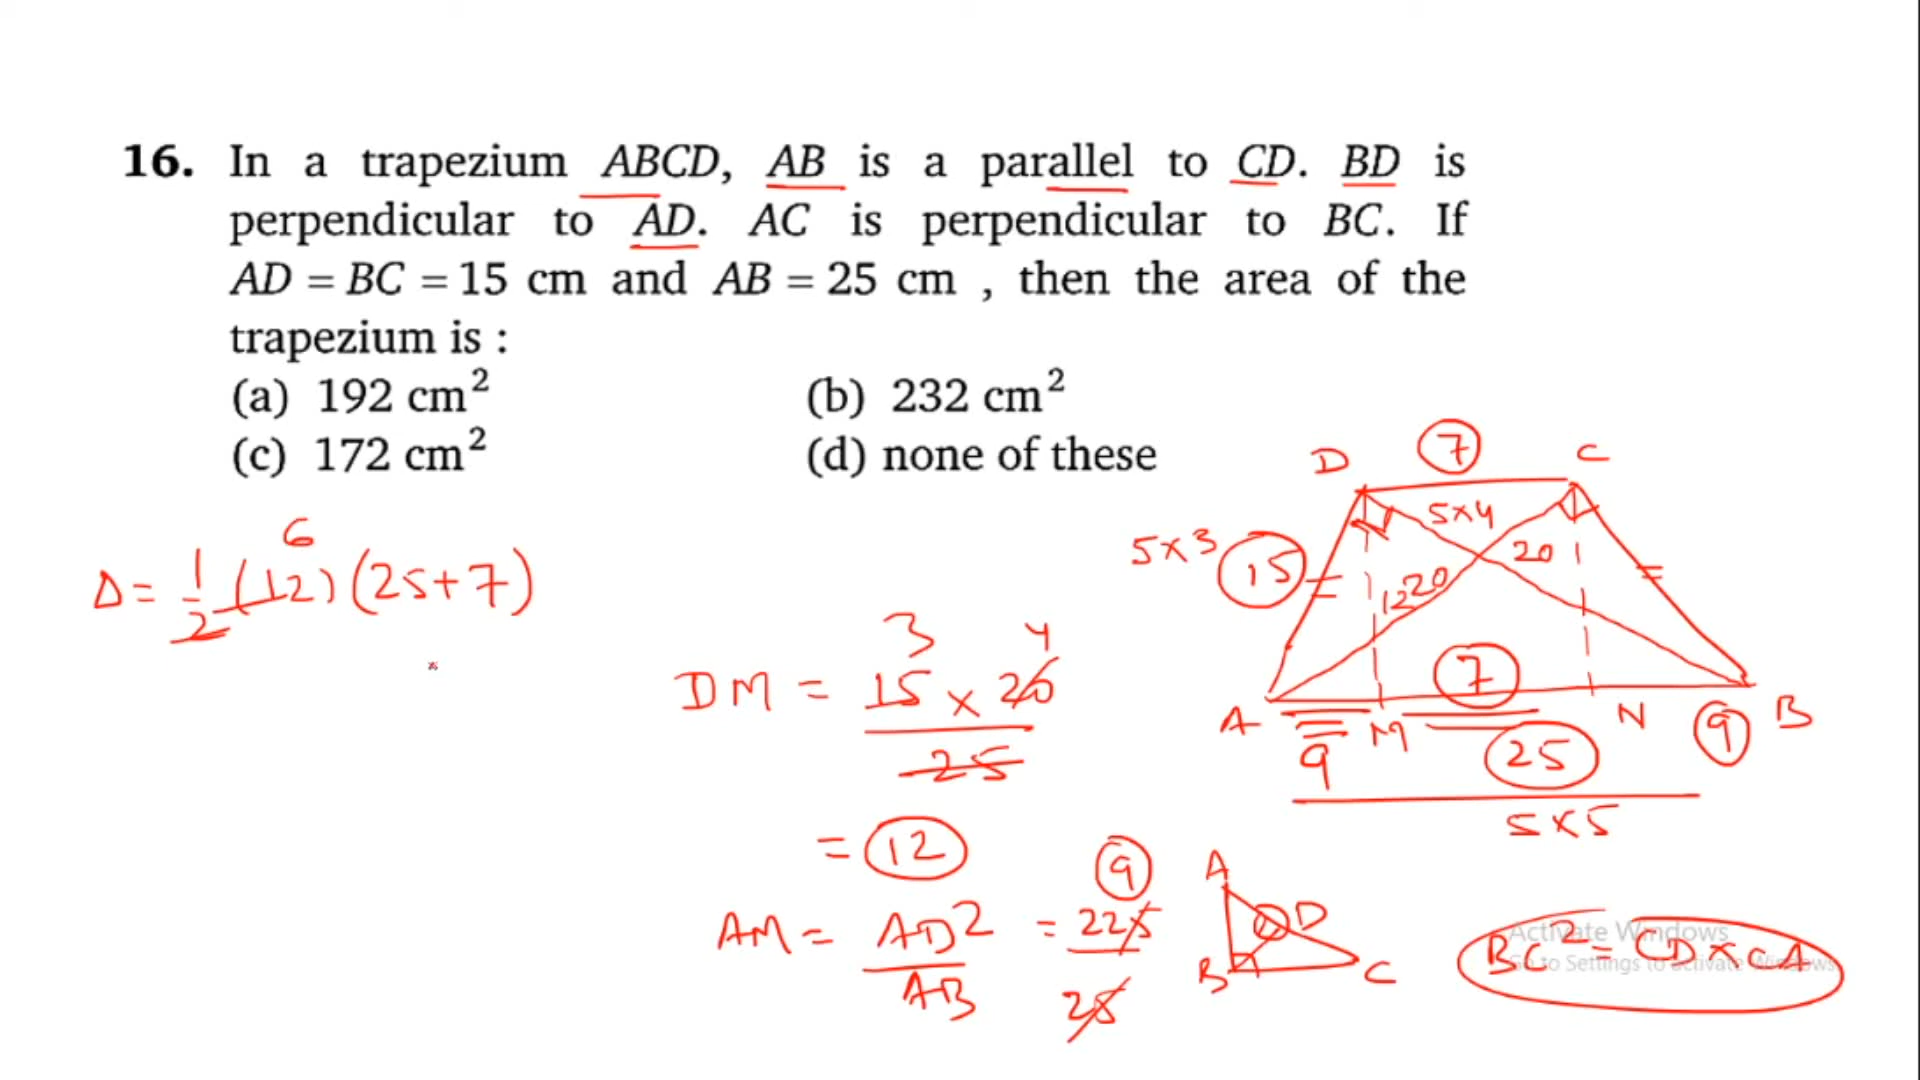 16. In a trapezium ABCD, AB is a parallel to CD. BD is
perpendicular to AD. AC is perpendicular to BC. If
AD = BC = 15 cm and AB = 25 cm , then the area of the
trapezium is :
(a) 192 cm² (b) 232 cm²
(c) 172 cm² (d) none of these
Δ = 1/2 (12) (25+7)
6
D 7 C
5×3 15
5×4
20
12 20
A 9 M 7 N 9 B
25
5×5
DM = 15 × 20 / 25
3 4
= 12
AM = AD² / AB = 225 / 25
9
A
D
B
C
BC² = CD × CA
Activate Windows
Go to Settings to activate Windows.